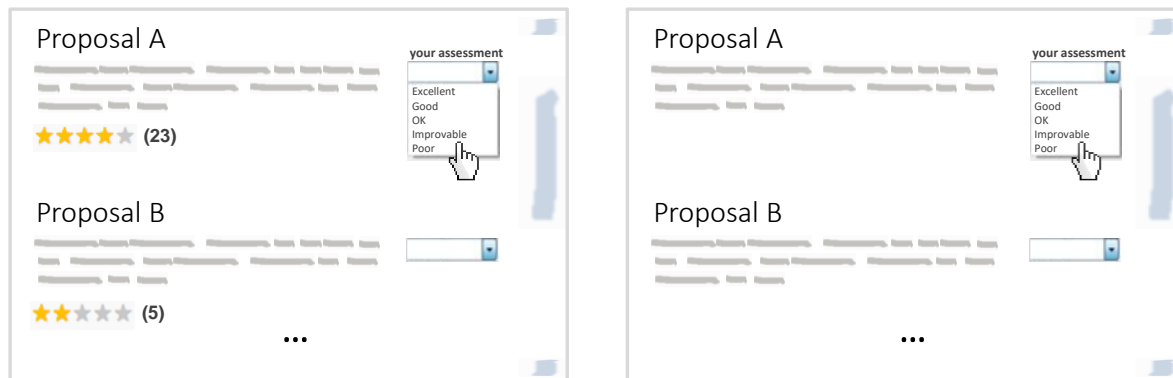 Proposal A
your assessment
Excellent
Good
OK
Improvable
Poor
(23)
Proposal B
(5)
...
Proposal A
your assessment
Excellent
Good
OK
Improvable
Poor
Proposal B
...